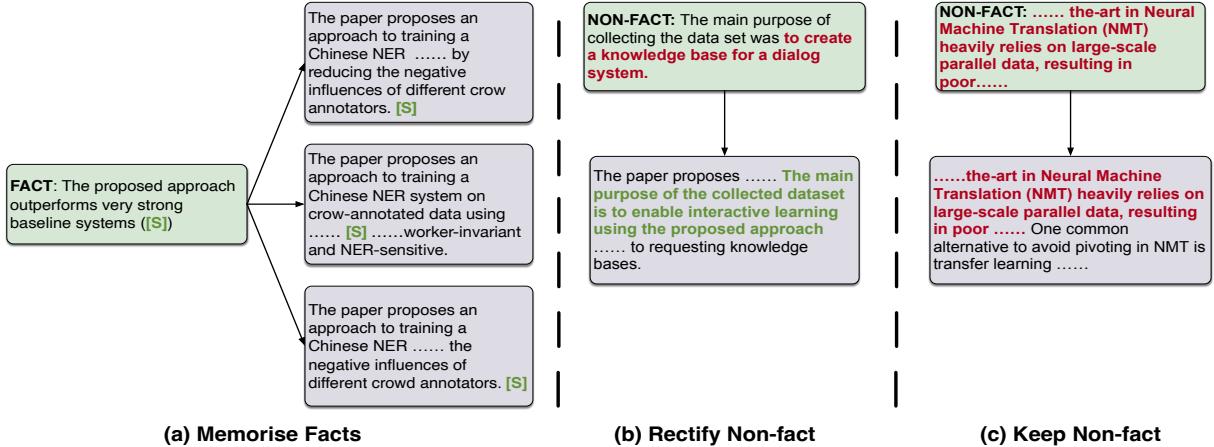 FACT: The proposed approach
outperforms very strong
baseline systems ([S])
The paper proposes an
approach to training a
Chinese NER …… by
reducing the negative
influences of different crow
annotators. [S]
The paper proposes an
approach to training a
Chinese NER system on
crow-annotated data using
…… [S] ……worker-invariant
and NER-sensitive.
The paper proposes an
approach to training a
Chinese NER …… the
negative influences of
different crowd annotators. [S]
(a) Memorise Facts
NON-FACT: The main purpose of
collecting the data set was to create
a knowledge base for a dialog
system.
The paper proposes …… The main
purpose of the collected dataset
is to enable interactive learning
using the proposed approach
…… to requesting knowledge
bases.
(b) Rectify Non-fact
NON-FACT: …… the-art in Neural
Machine Translation (NMT)
heavily relies on large-scale
parallel data, resulting in
poor……
……the-art in Neural Machine
Translation (NMT) heavily relies on
large-scale parallel data, resulting
in poor …… One common
alternative to avoid pivoting in NMT is
transfer learning ……
(c) Keep Non-fact